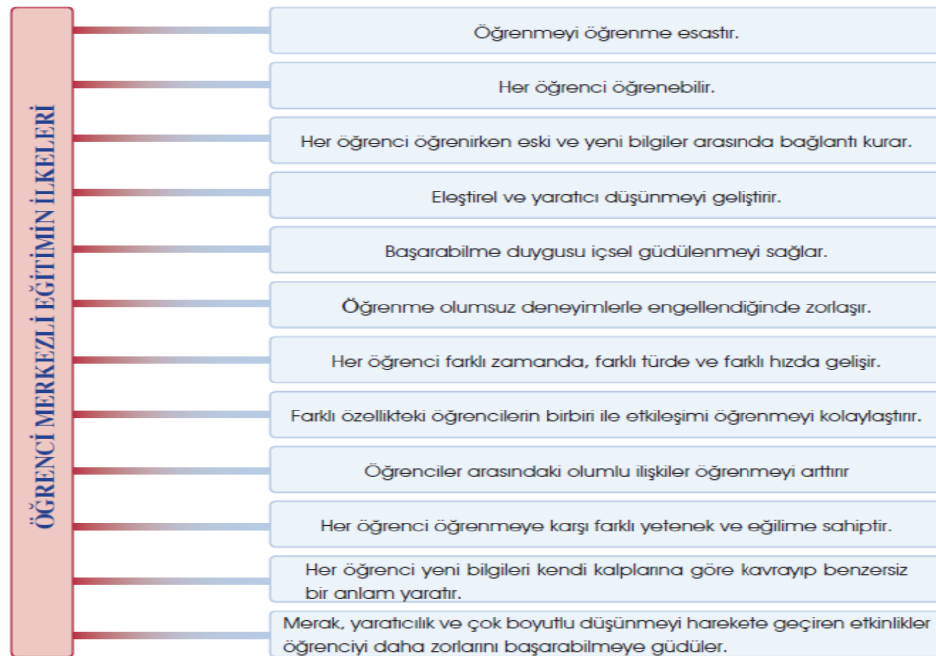 ÖĞRENCİ MERKEZLİ EĞİTİMİN İLKELERİ
Öğrenmeyi öğrenme esastır.
Her öğrenci öğrenebilir.
Her öğrenci öğrenirken eski ve yeni bilgiler arasında bağlantı kurar.
Eleştirel ve yaratıcı düşünmeyi geliştirir.
Başarabilme duygusu içsel güdülenmeyi sağlar.
Öğrenme olumsuz deneyimlerle engellendiğinde zorlaşır.
Her öğrenci farklı zamanda, farklı türde ve farklı hızda gelişir.
Farklı özellikteki öğrencilerin birbiri ile etkileşimi öğrenmeyi kolaylaştırır.
Öğrenciler arasındaki olumlu ilişkiler öğrenmeyi arttırır
Her öğrenci öğrenmeye karşı farklı yetenek ve eğilime sahiptir.
Her öğrenci yeni bilgileri kendi kalplarına göre kavrayıp benzersiz
bir anlam yaratır.
Merak, yaratıcılık ve çok boyutlu düşünmeyi harekete geçiren etkinlikler
öğrenciyi daha zorlarını başarabilmeye güdüler.